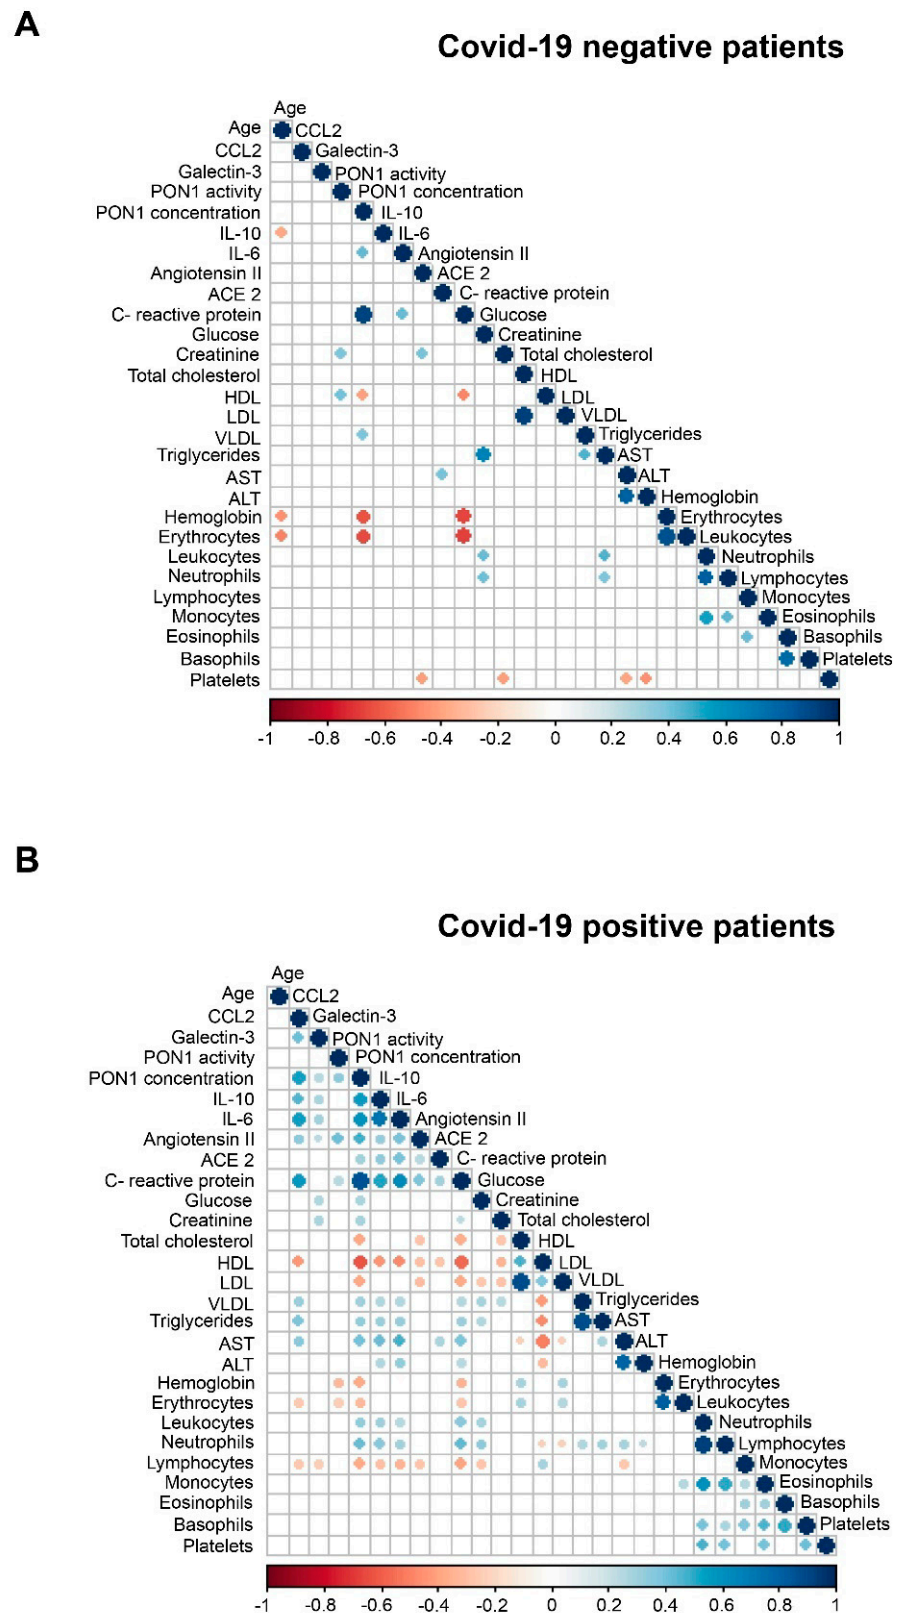 A
Covid-19 negative patients
Age
Age CCL2
CCL2 Galectin-3
Galectin-3 PON1 activity
PON1 activity PON1 concentration
PON1 concentration IL-10
IL-10 IL-6
IL-6 Angiotensin II
Angiotensin II ACE 2
ACE 2 C- reactive protein
C- reactive protein Glucose
Glucose Creatinine
Creatinine Total cholesterol
Total cholesterol HDL
HDL LDL
LDL VLDL
VLDL Triglycerides
Triglycerides AST
AST ALT
ALT Hemoglobin
Hemoglobin Erythrocytes
Erythrocytes Leukocytes
Leukocytes Neutrophils
Neutrophils Lymphocytes
Lymphocytes Monocytes
Monocytes Eosinophils
Eosinophils Basophils
Basophils Platelets
Platelets
-1 -0.8 -0.6 -0.4 -0.2 0 0.2 0.4 0.6 0.8 1
B
Covid-19 positive patients
Age
Age CCL2
CCL2 Galectin-3
Galectin-3 PON1 activity
PON1 activity PON1 concentration
PON1 concentration IL-10
IL-10 IL-6
IL-6 Angiotensin II
Angiotensin II ACE 2
ACE 2 C- reactive protein
C- reactive protein Glucose
Glucose Creatinine
Creatinine Total cholesterol
Total cholesterol HDL
HDL LDL
LDL VLDL
VLDL Triglycerides
Triglycerides AST
AST ALT
ALT Hemoglobin
Hemoglobin Erythrocytes
Erythrocytes Leukocytes
Leukocytes Neutrophils
Neutrophils Lymphocytes
Lymphocytes Monocytes
Monocytes Eosinophils
Eosinophils Basophils
Basophils Platelets
Platelets
-1 -0.8 -0.6 -0.4 -0.2 0 0.2 0.4 0.6 0.8 1